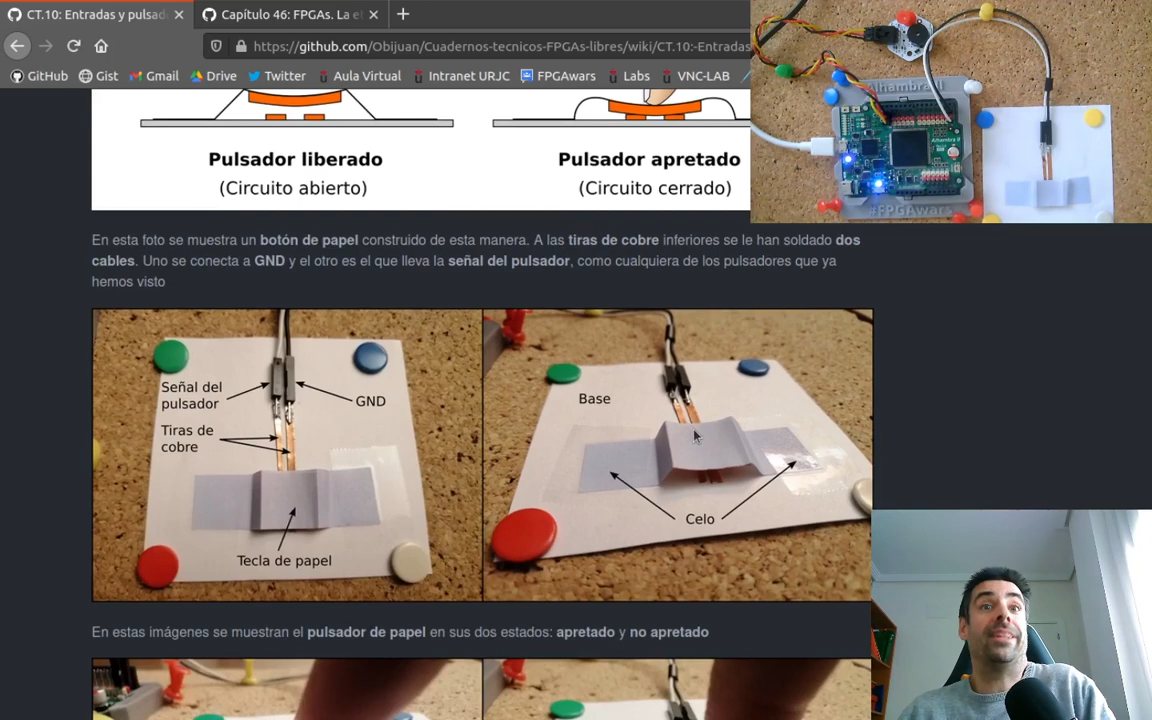 CT.10: Entradas y pulsad
Capítulo 46: FPGAs. La e
https://github.com/Obijuan/Cuadernos-tecnicos-FPGAs-libres/wiki/CT.10:-Entradas
GitHub
Gist
Gmail
Drive
Twitter
Aula Virtual
Intranet URJC
FPGAwars
Labs
VNC-LAB
Alhambra II
#FPGAwars
Pulsador liberado
(Circuito abierto)
Pulsador apretado
(Circuito cerrado)
En esta foto se muestra un botón de papel construido de esta manera. A las tiras de cobre inferiores se le han soldado dos
cables. Uno se conecta a GND y el otro es el que lleva la señal del pulsador, como cualquiera de los pulsadores que ya
hemos visto
Señal del
pulsador
GND
Tiras de
cobre
Tecla de papel
Base
Celo
En estas imágenes se muestran el pulsador de papel en sus dos estados: apretado y no apretado